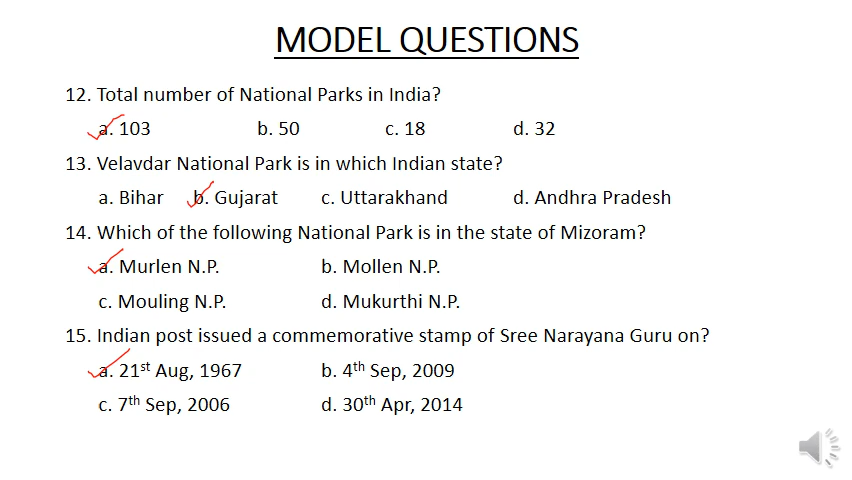 MODEL QUESTIONS
12. Total number of National Parks in India?
a. 103 b. 50 c. 18 d. 32
13. Velavdar National Park is in which Indian state?
a. Bihar b. Gujarat c. Uttarakhand d. Andhra Pradesh
14. Which of the following National Park is in the state of Mizoram?
a. Murlen N.P. b. Mollen N.P.
c. Mouling N.P. d. Mukurthi N.P.
15. Indian post issued a commemorative stamp of Sree Narayana Guru on?
a. 21st Aug, 1967 b. 4th Sep, 2009
c. 7th Sep, 2006 d. 30th Apr, 2014